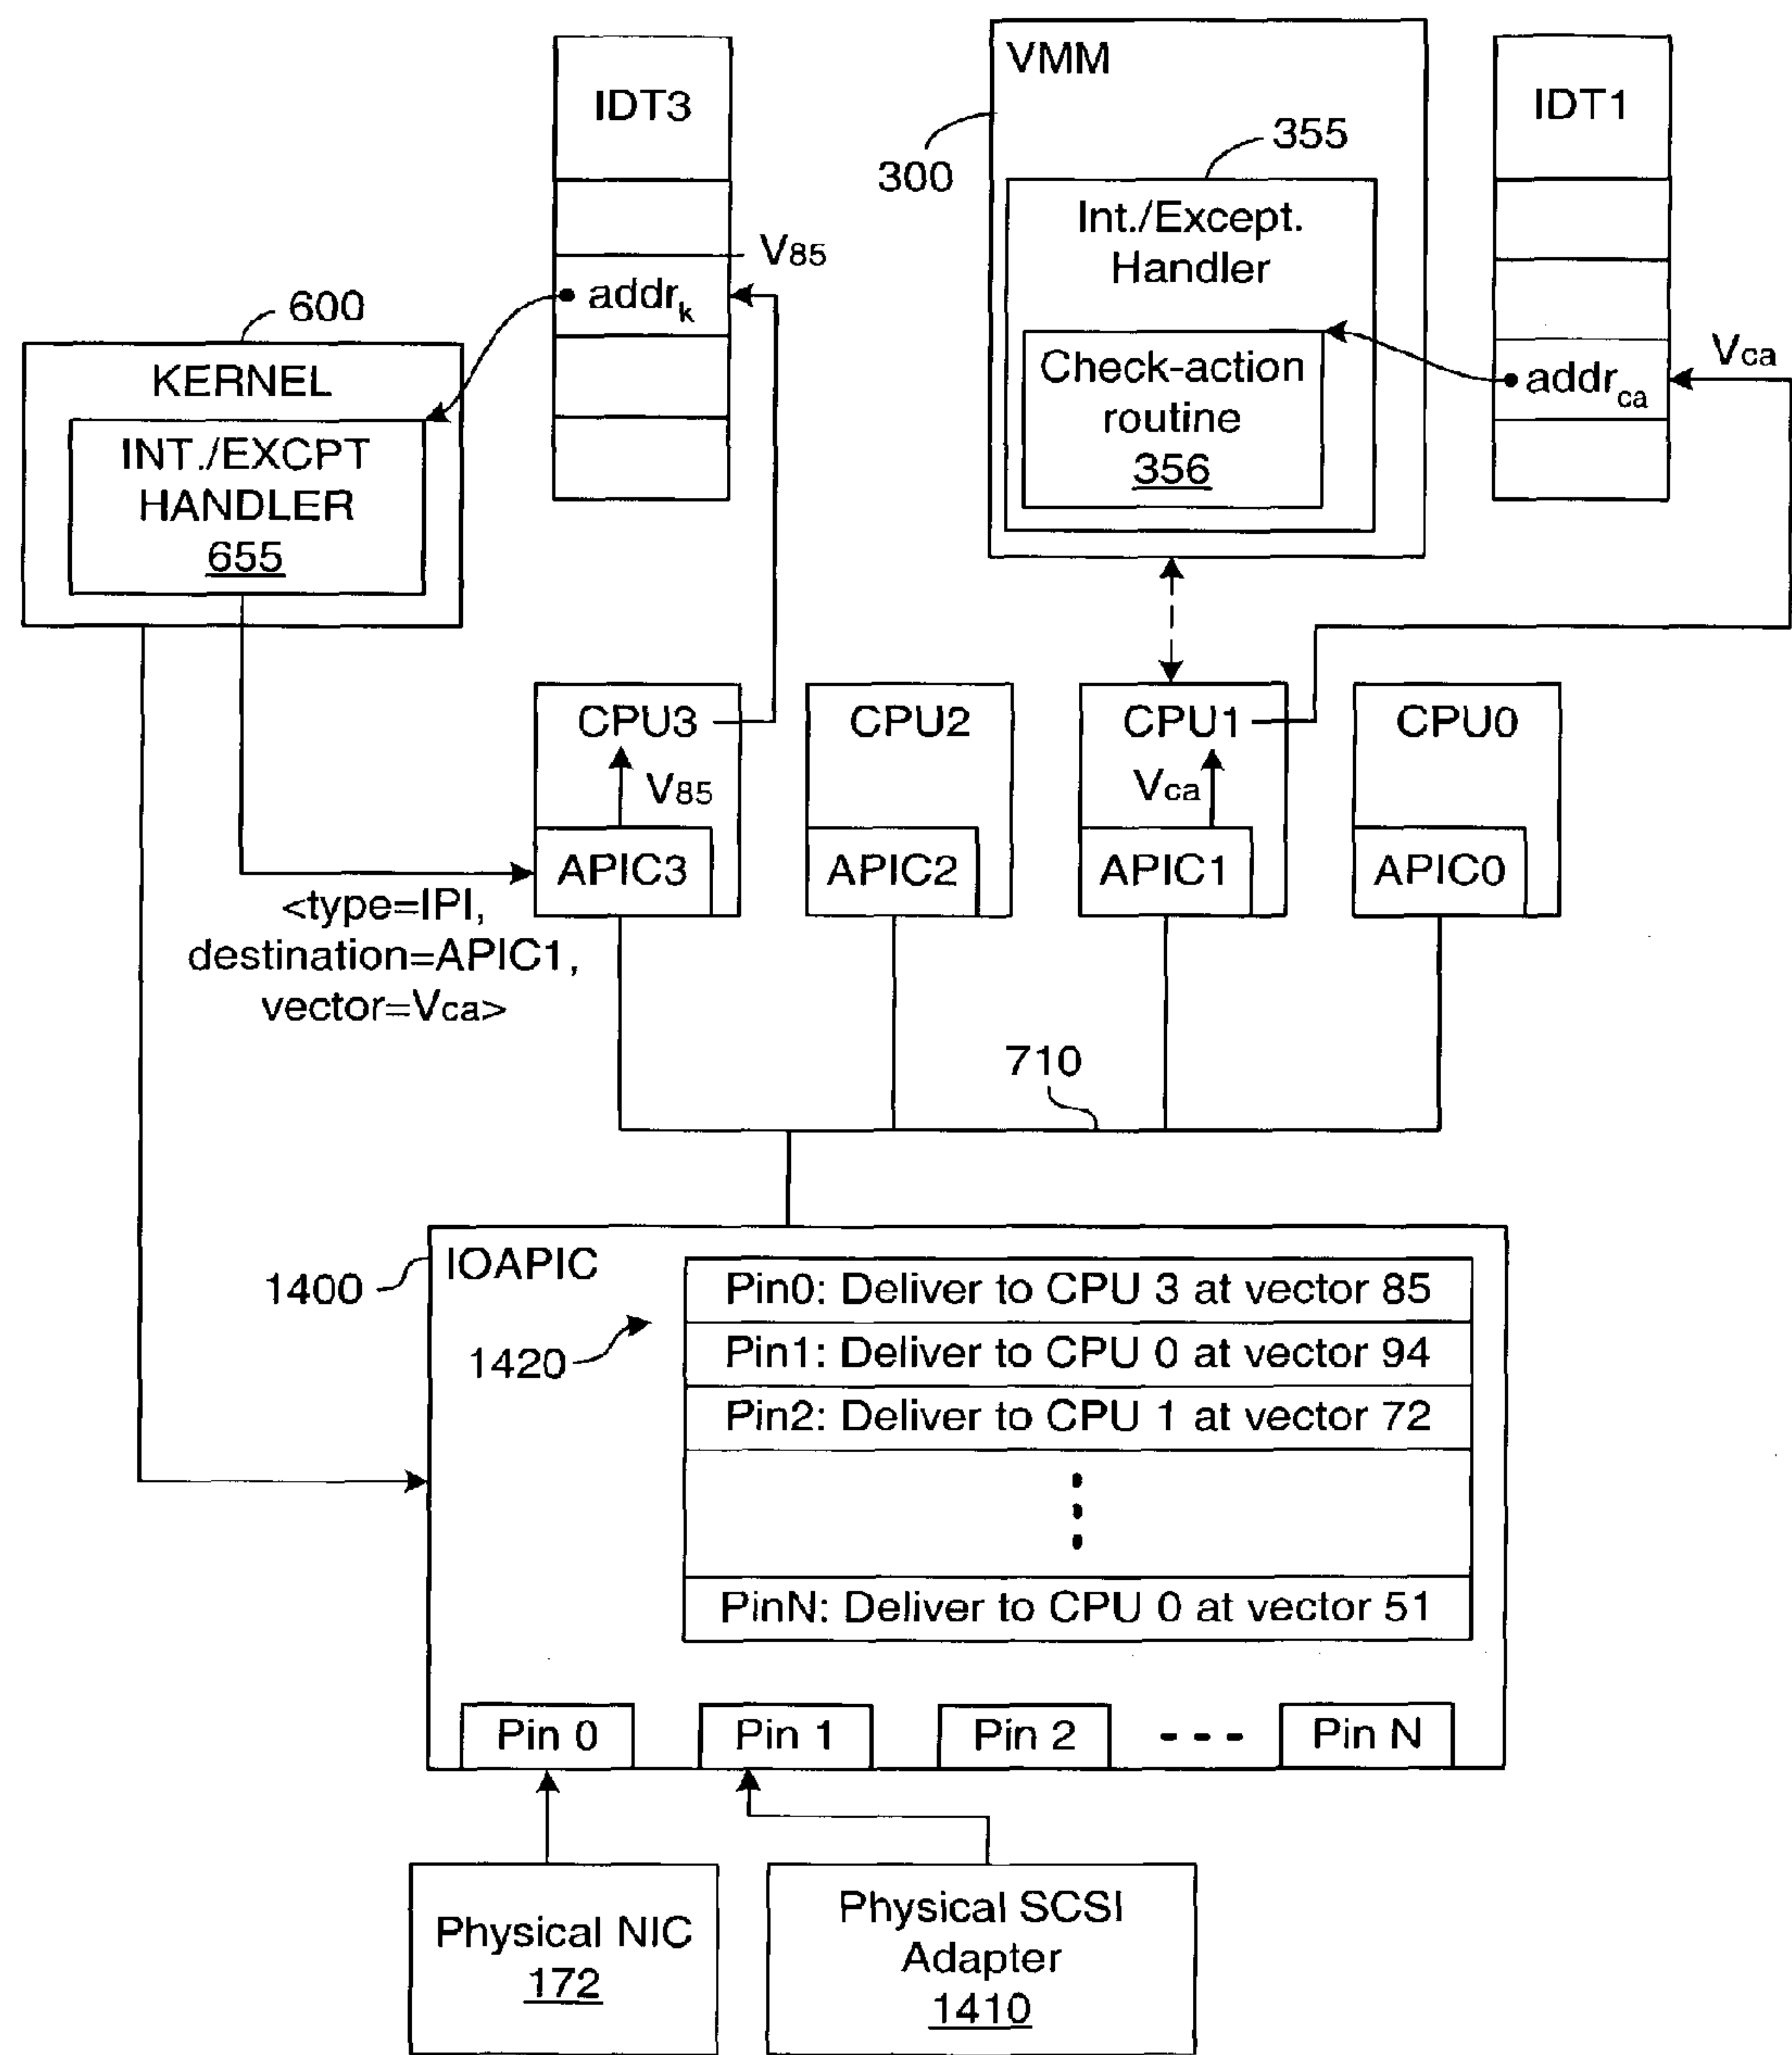 VMM
IDT3
IDT1
355
300
Int./Except.
Handler
V85
addrk
600
KERNEL
Check-action
routine
356
Vca
addrca
INT./EXCPT
HANDLER
655
CPU3
CPU2
CPU1
CPU0
V85
Vca
APIC3
APIC2
APIC1
APIC0
<type=IPI,
destination=APIC1,
vector=Vca>
710
IOAPIC
1400
Pin0: Deliver to CPU 3 at vector 85
1420
Pin1: Deliver to CPU 0 at vector 94
Pin2: Deliver to CPU 1 at vector 72
PinN: Deliver to CPU 0 at vector 51
Pin 0
Pin 1
Pin 2
Pin N
Physical NIC
172
Physical SCSI
Adapter
1410